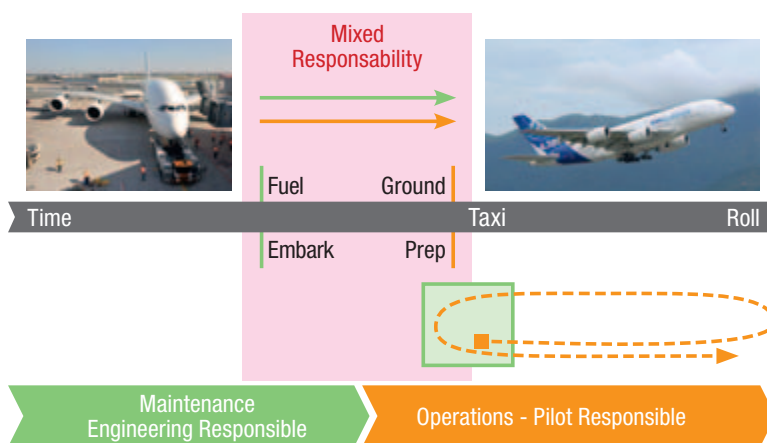 Mixed
Responsability
Fuel
Ground
Time
Taxi
Roll
Embark
Prep
Maintenance
Engineering Responsible
Operations - Pilot Responsible